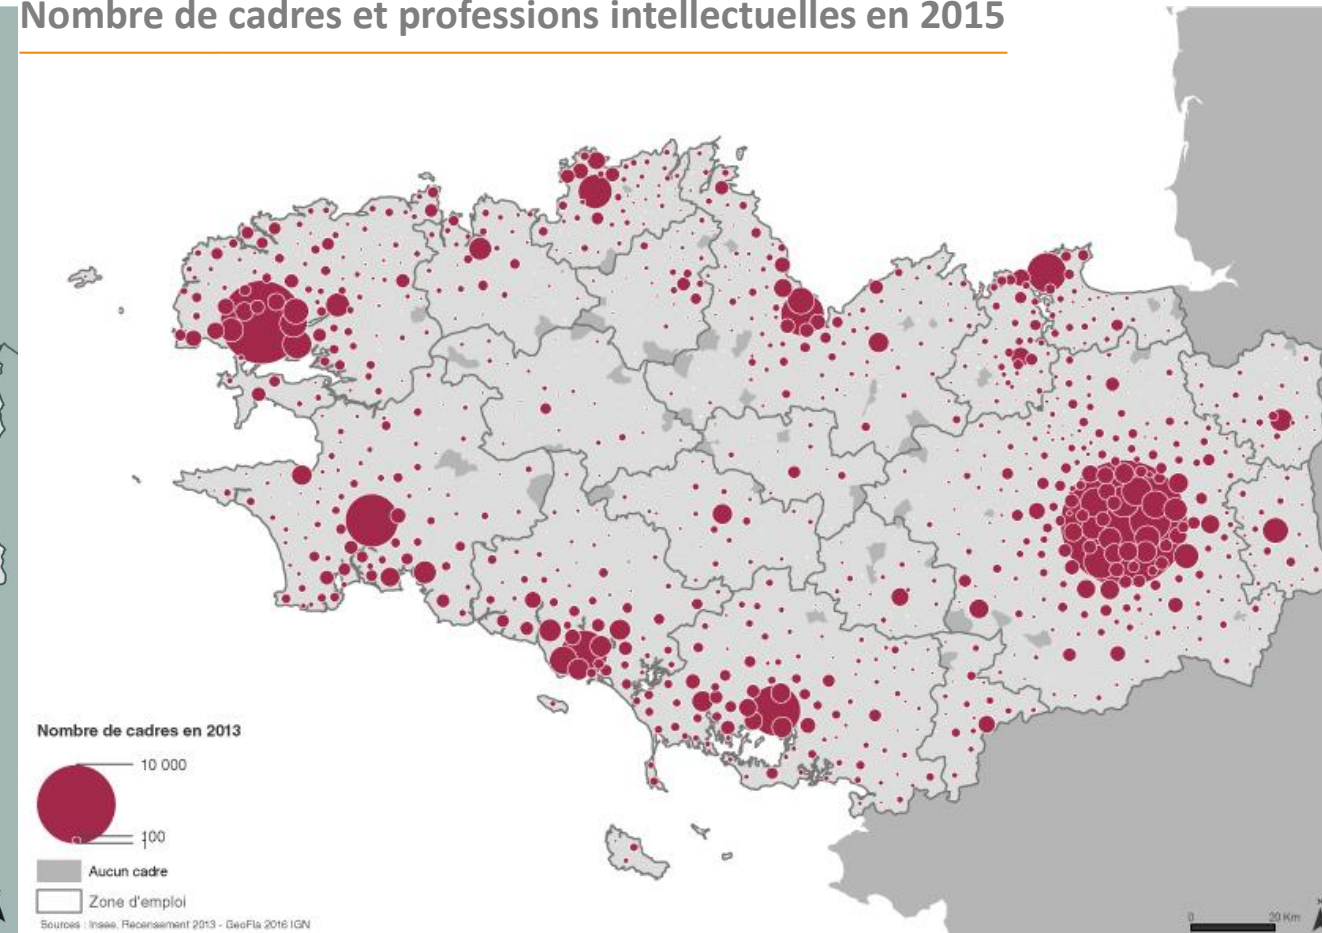 Nombre de cadres et professions intellectuelles en 2015
Nombre de cadres en 2013
10 000
100
1
Aucun cadre
Zone d'emploi
Sources : Insee, Recensement 2013 - GeoFla 2016 IGN
0 20 Km